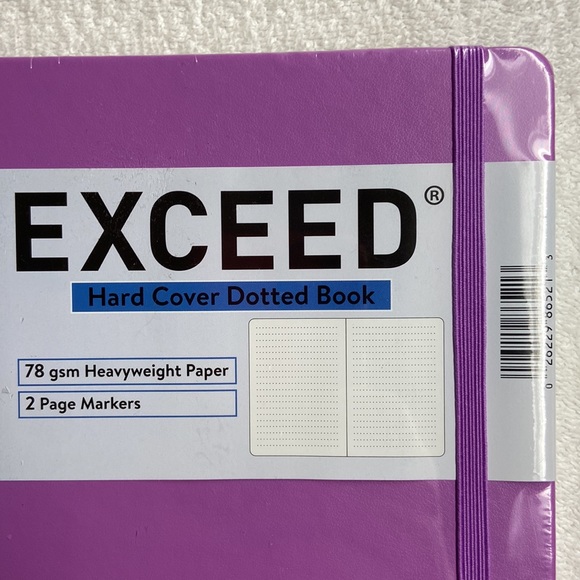 EXCEED®
Hard Cover Dotted Book
78 gsm Heavyweight Paper
2 Page Markers